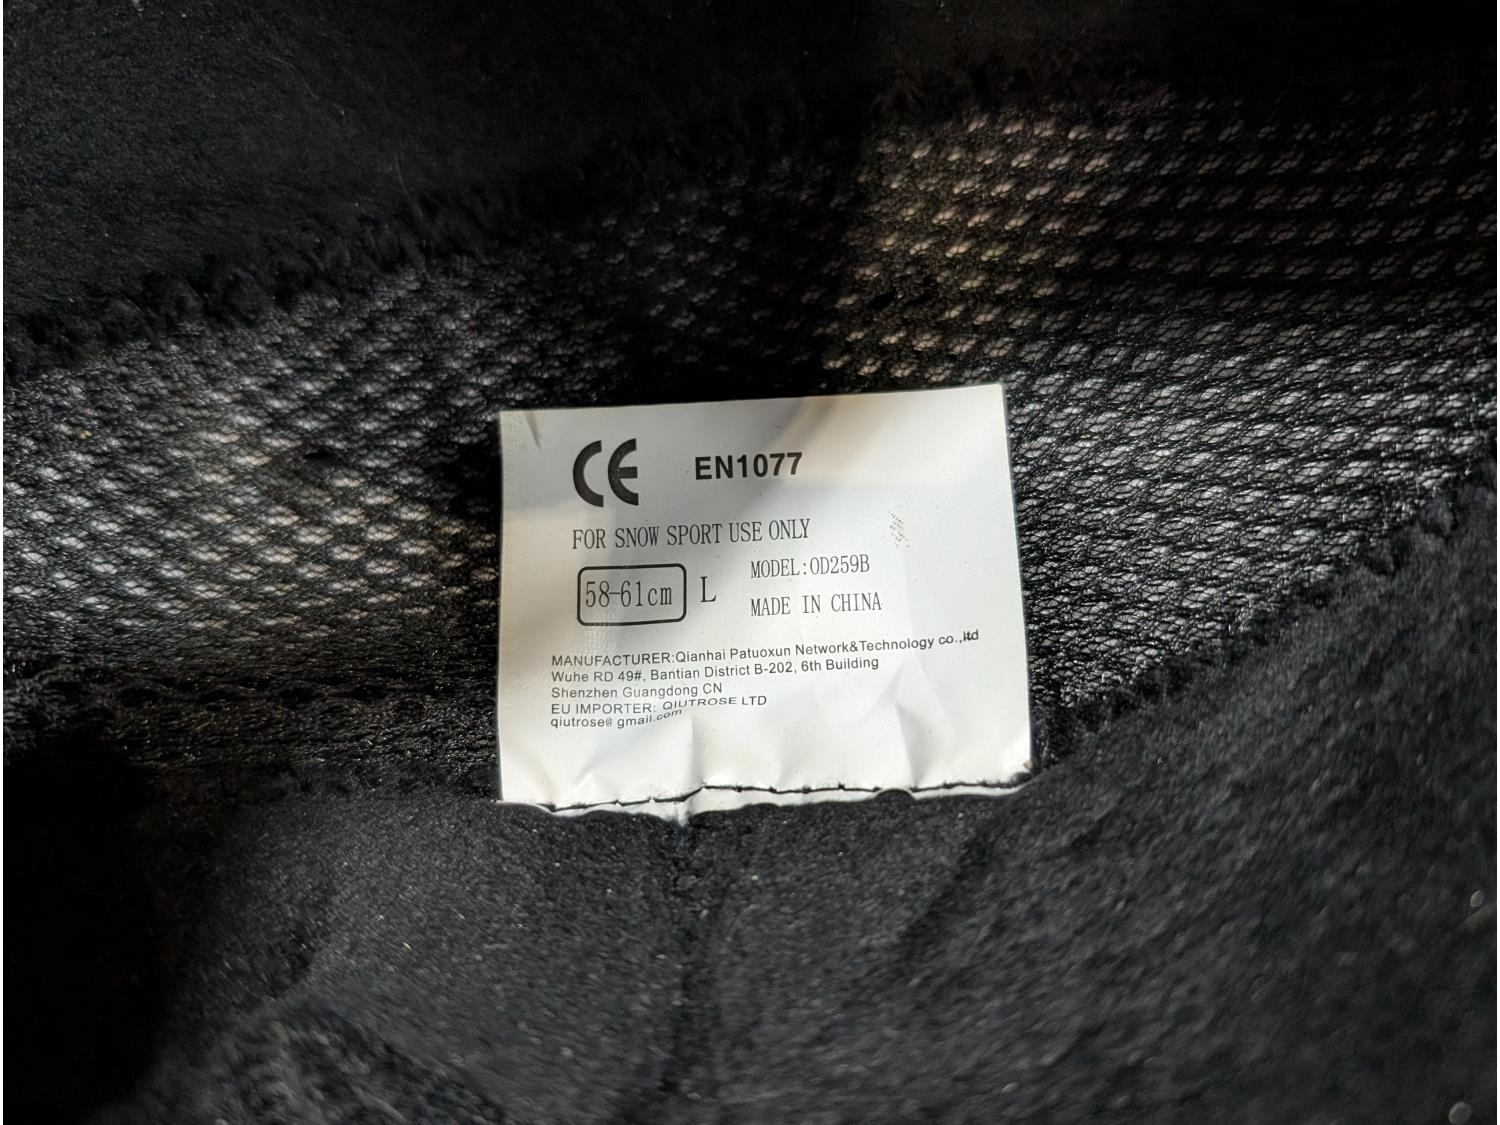 CE EN1077
FOR SNOW SPORT USE ONLY
58-61cm L
MODEL:OD259B
MADE IN CHINA
MANUFACTURER:Qianhai Patuoxun Network&Technology co.,ltd
Wuhe RD 49#, Bantian District B-202, 6th Building
Shenzhen Guangdong CN
EU IMPORTER: QIUTROSE LTD
qiutrose@ gmail.com